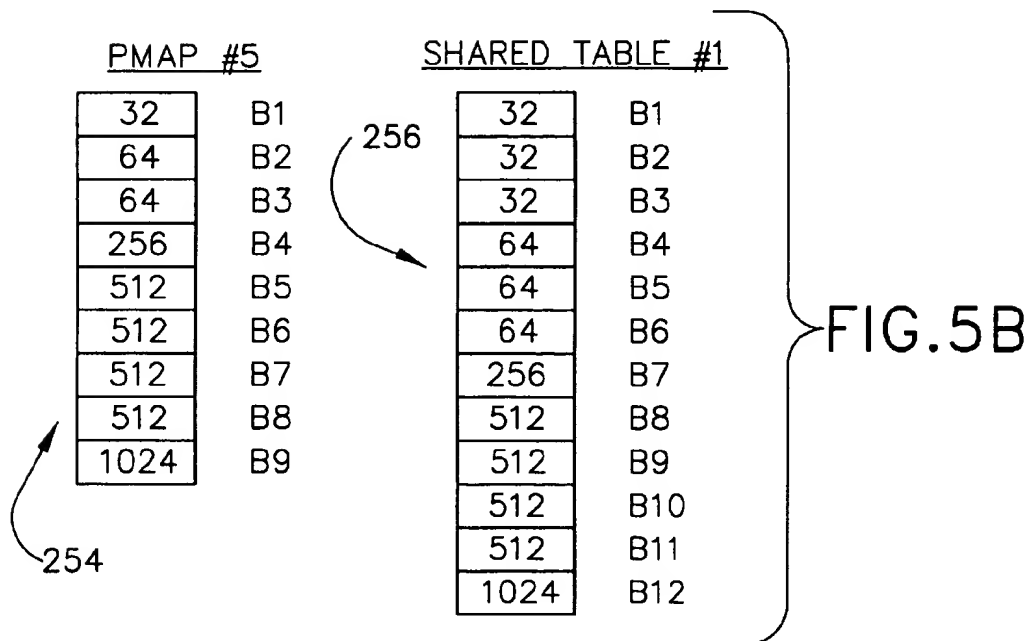 PMAP #5
32 B1
64 B2
64 B3
256 B4
512 B5
512 B6
512 B7
512 B8
1024 B9
254
SHARED TABLE #1
256
32 B1
32 B2
32 B3
64 B4
64 B5
64 B6
256 B7
512 B8
512 B9
512 B10
512 B11
1024 B12
FIG.5B